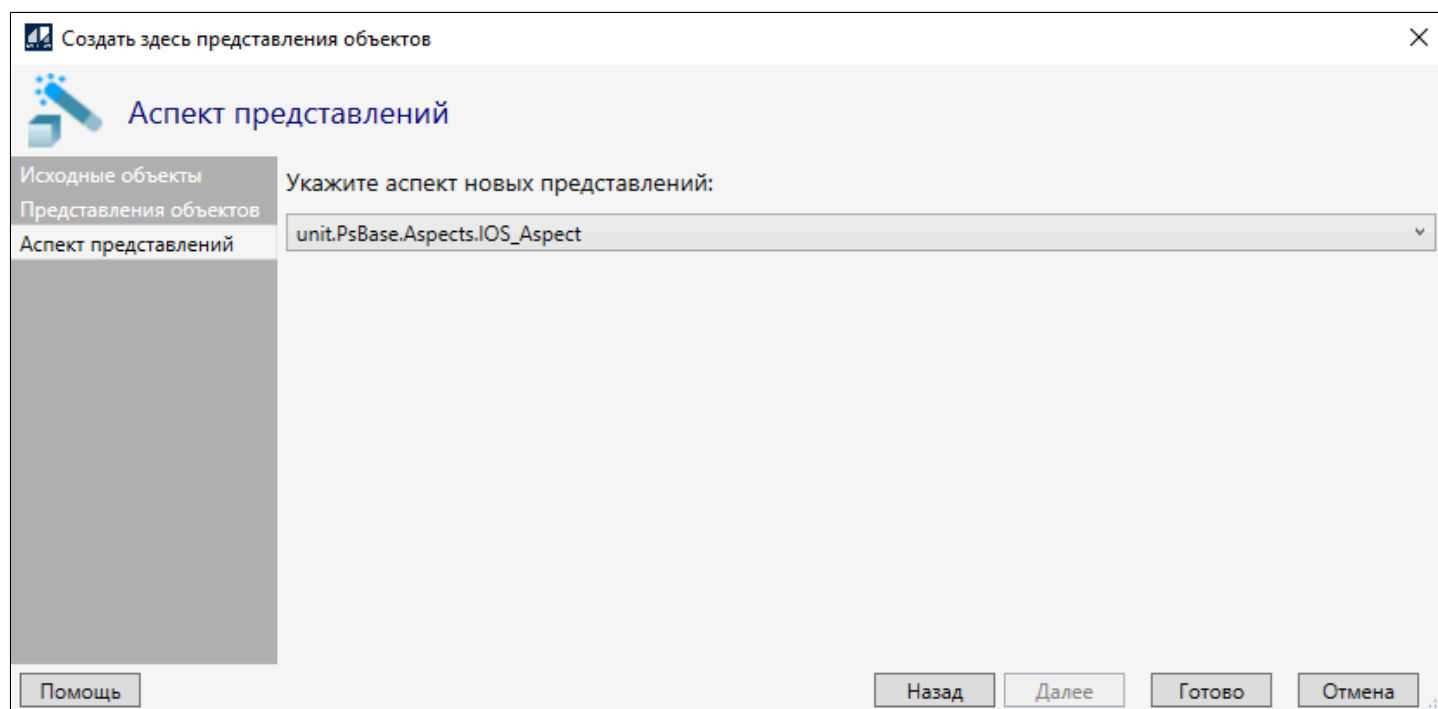 Создать здесь представления объектов
Аспект представлений
Исходные объекты
Представления объектов
Аспект представлений
Укажите аспект новых представлений:
unit.PsBase.Aspects.IOS_Aspect
Помощь
Назад
Далее
Готово
Отмена